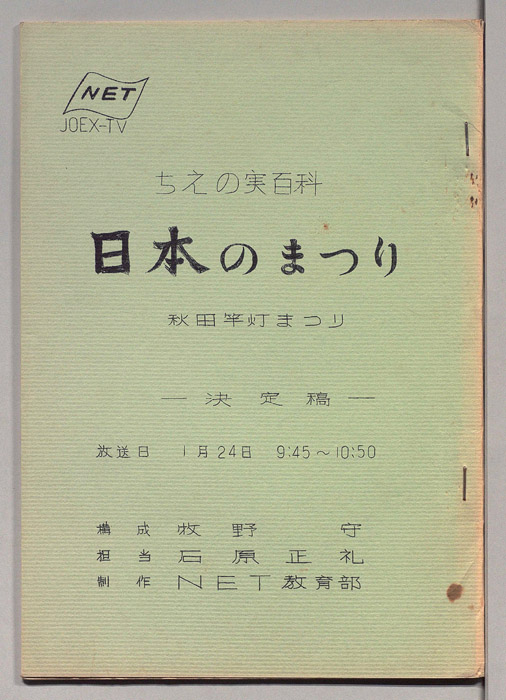 NET
JOEX-TV
ちえの実百科
日本のまつり
秋田竿灯まつり
―決定稿―
放送日 1月24日 9:45～10:50
構成 牧野 守
担当 石原正礼
制作 NET教育部